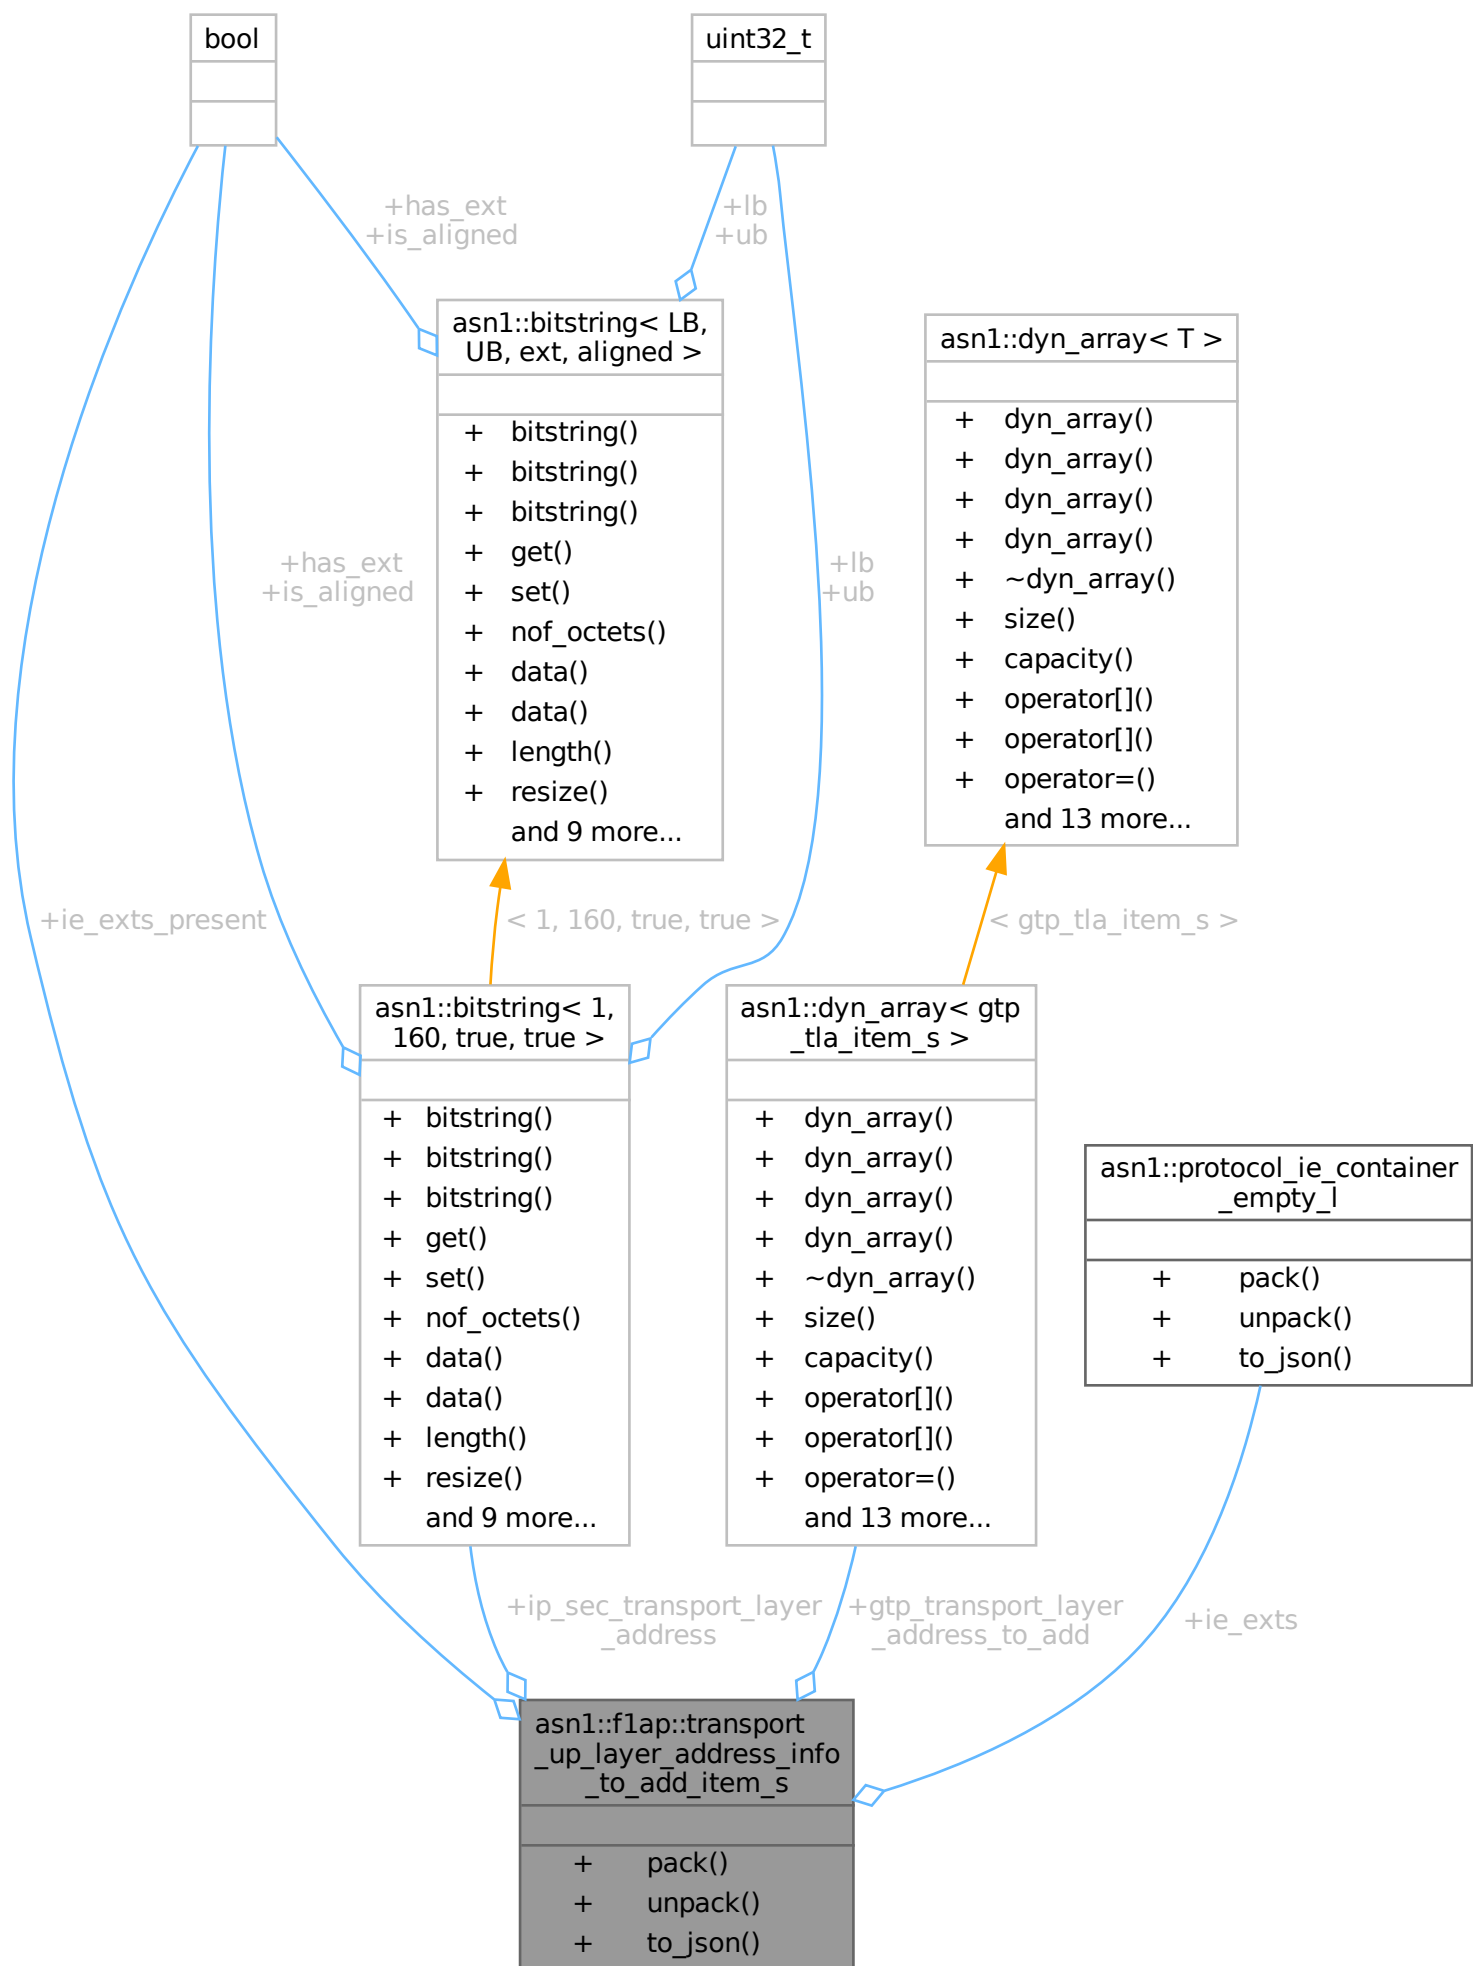 bool
uint32_t
+has_ext
+is_aligned
+lb
+ub
asn1::bitstring< LB,
UB, ext, aligned >
+ bitstring()
+ bitstring()
+ bitstring()
+ get()
+ set()
+ nof_octets()
+ data()
+ data()
+ length()
+ resize()
and 9 more...
asn1::dyn_array< T >
+ dyn_array()
+ dyn_array()
+ dyn_array()
+ dyn_array()
+ ~dyn_array()
+ size()
+ capacity()
+ operator[]()
+ operator[]()
+ operator=()
and 13 more...
+has_ext
+is_aligned
+lb
+ub
+ie_exts_present
< 1, 160, true, true >
< gtp_tla_item_s >
asn1::bitstring< 1,
160, true, true >
+ bitstring()
+ bitstring()
+ bitstring()
+ get()
+ set()
+ nof_octets()
+ data()
+ data()
+ length()
+ resize()
and 9 more...
asn1::dyn_array< gtp
_tla_item_s >
+ dyn_array()
+ dyn_array()
+ dyn_array()
+ dyn_array()
+ ~dyn_array()
+ size()
+ capacity()
+ operator[]()
+ operator[]()
+ operator=()
and 13 more...
asn1::protocol_ie_container
_empty_l
+ pack()
+ unpack()
+ to_json()
+ip_sec_transport_layer
_address
+gtp_transport_layer
_address_to_add
+ie_exts
asn1::f1ap::transport
_up_layer_address_info
_to_add_item_s
+ pack()
+ unpack()
+ to_json()